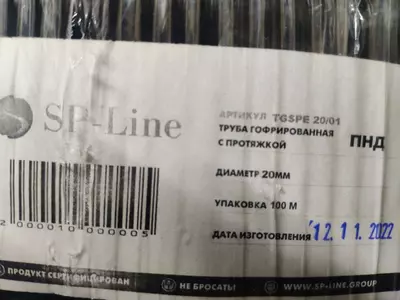 SP-Line
АРТИКУЛ TGSPE 20/01
ТРУБА ГОФРИРОВАННАЯ
С ПРОТЯЖКОЙ
ПНД
ДИАМЕТР 20ММ
УПАКОВКА 100 М
ДАТА ИЗГОТОВЛЕНИЯ 12.11.2022
2 000010 000005
ПРОДУКТ СЕРТИФИЦИРОВАН
НЕ БРОСАТЬ!
WWW.SP-LINE.GROUP